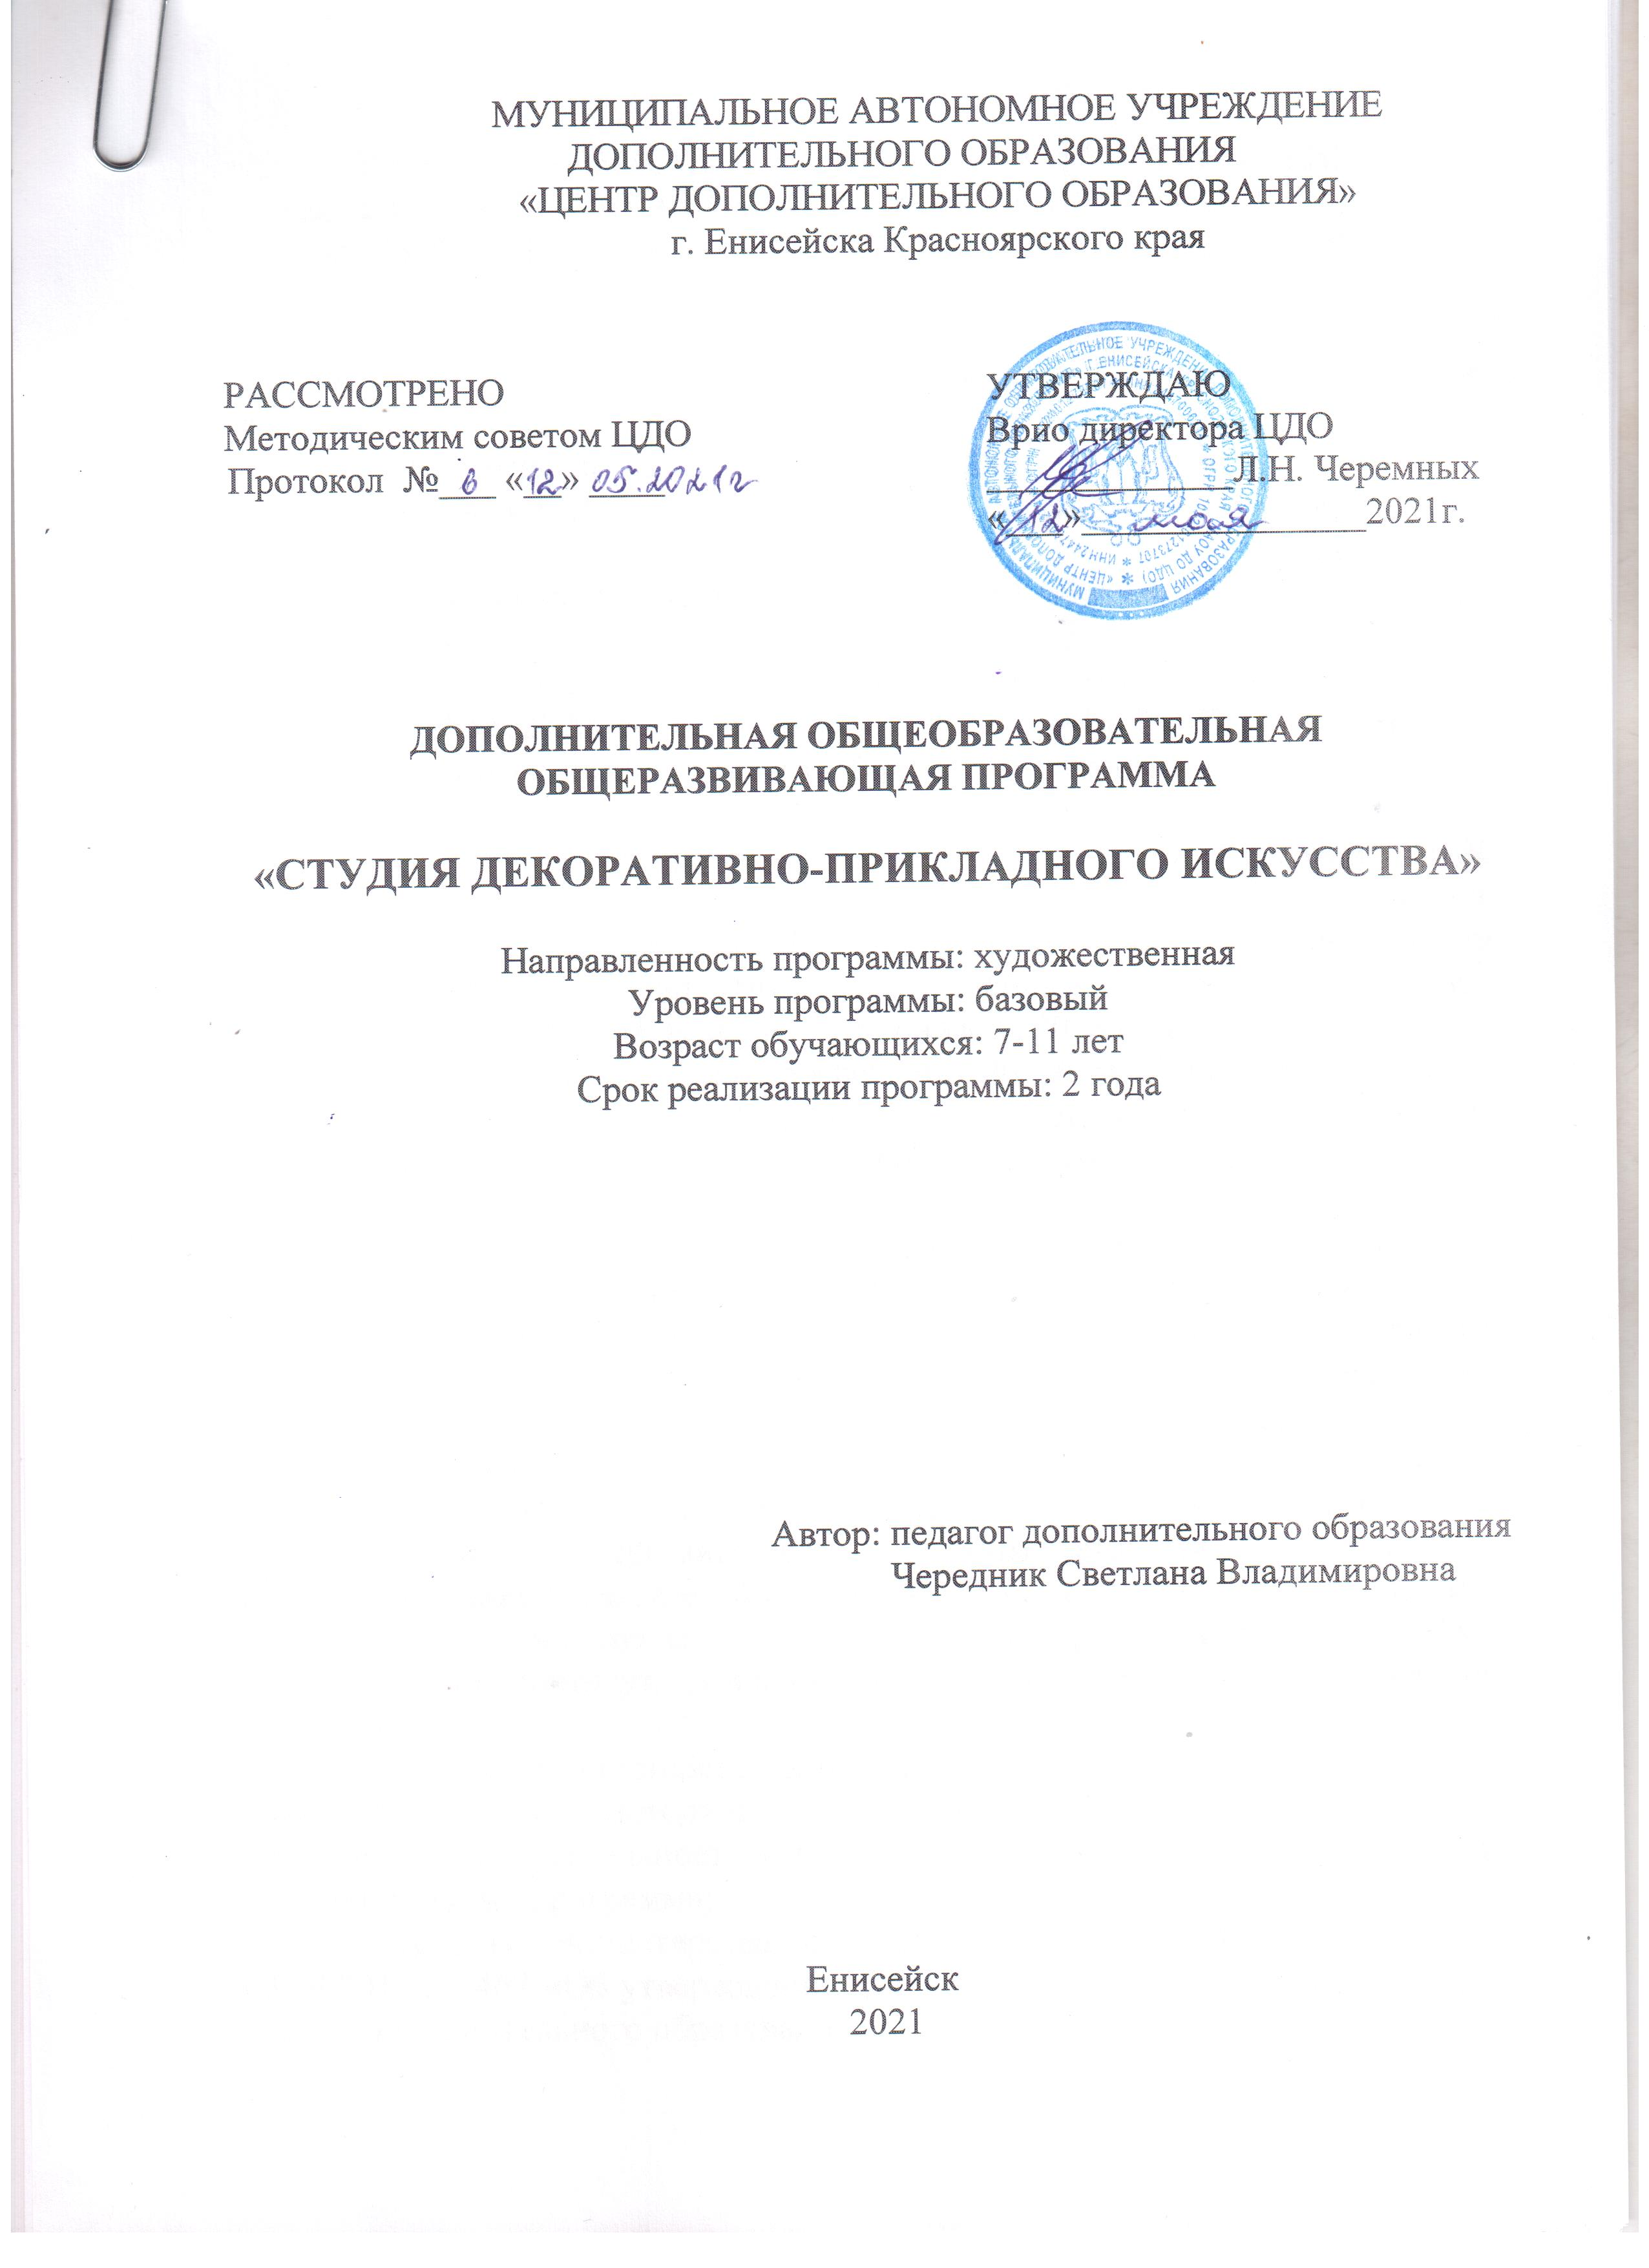 МУНИЦИПАЛЬНОЕ АВТОНОМНОЕ УЧРЕЖДЕНИЕ
ДОПОЛНИТЕЛЬНОГО ОБРАЗОВАНИЯ
«ЦЕНТР ДОПОЛНИТЕЛЬНОГО ОБРАЗОВАНИЯ»
г. Енисейска Красноярского края
РАССМОТРЕНО
Методическим советом ЦДО
Протокол №6 «12» 05.2021г
УТВЕРЖДАЮ
Врио директора ЦДО
Л.Н. Черемных
«12» мая 2021г.
ДОПОЛНИТЕЛЬНАЯ ОБЩЕОБРАЗОВАТЕЛЬНАЯ
ОБЩЕРАЗВИВАЮЩАЯ ПРОГРАММА
«СТУДИЯ ДЕКОРАТИВНО-ПРИКЛАДНОГО ИСКУССТВА»
Направленность программы: художественная
Уровень программы: базовый
Возраст обучающихся: 7-11 лет
Срок реализации программы: 2 года
Автор: педагог дополнительного образования
Чередник Светлана Владимировна
Енисейск
2021